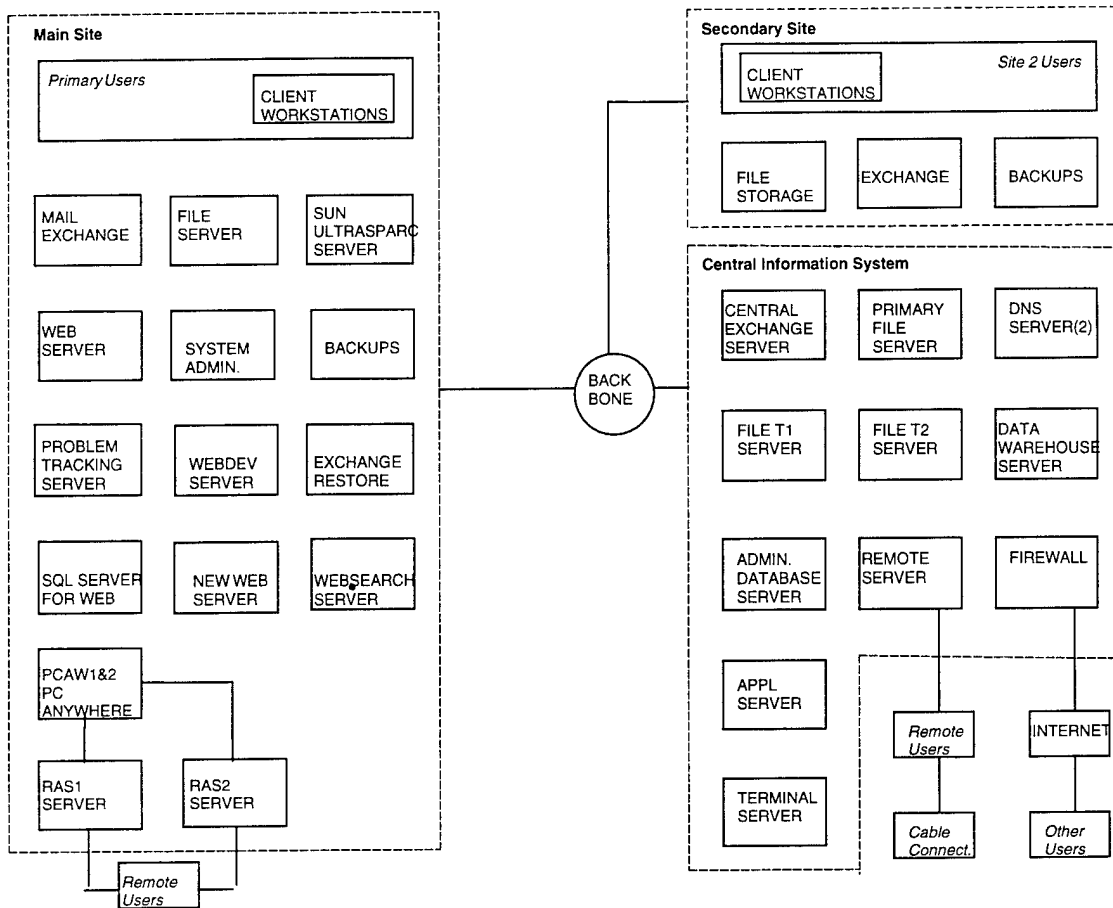 Main Site
Primary Users
CLIENT
WORKSTATIONS
MAIL
EXCHANGE
FILE
SERVER
SUN
ULTRASPARC
SERVER
WEB
SERVER
SYSTEM
ADMIN.
BACKUPS
PROBLEM
TRACKING
SERVER
WEBDEV
SERVER
EXCHANGE
RESTORE
SQL SERVER
FOR WEB
NEW WEB
SERVER
WEBSEARCH
SERVER
PCAW1&2
PC
ANYWHERE
RAS1
SERVER
RAS2
SERVER
Remote
Users
BACK
BONE
Secondary Site
CLIENT
WORKSTATIONS
Site 2 Users
FILE
STORAGE
EXCHANGE
BACKUPS
Central Information System
CENTRAL
EXCHANGE
SERVER
PRIMARY
FILE
SERVER
DNS
SERVER(2)
FILE T1
SERVER
FILE T2
SERVER
DATA
WAREHOUSE
SERVER
ADMIN.
DATABASE
SERVER
REMOTE
SERVER
FIREWALL
APPL
SERVER
Remote
Users
INTERNET
TERMINAL
SERVER
Cable
Connect.
Other
Users